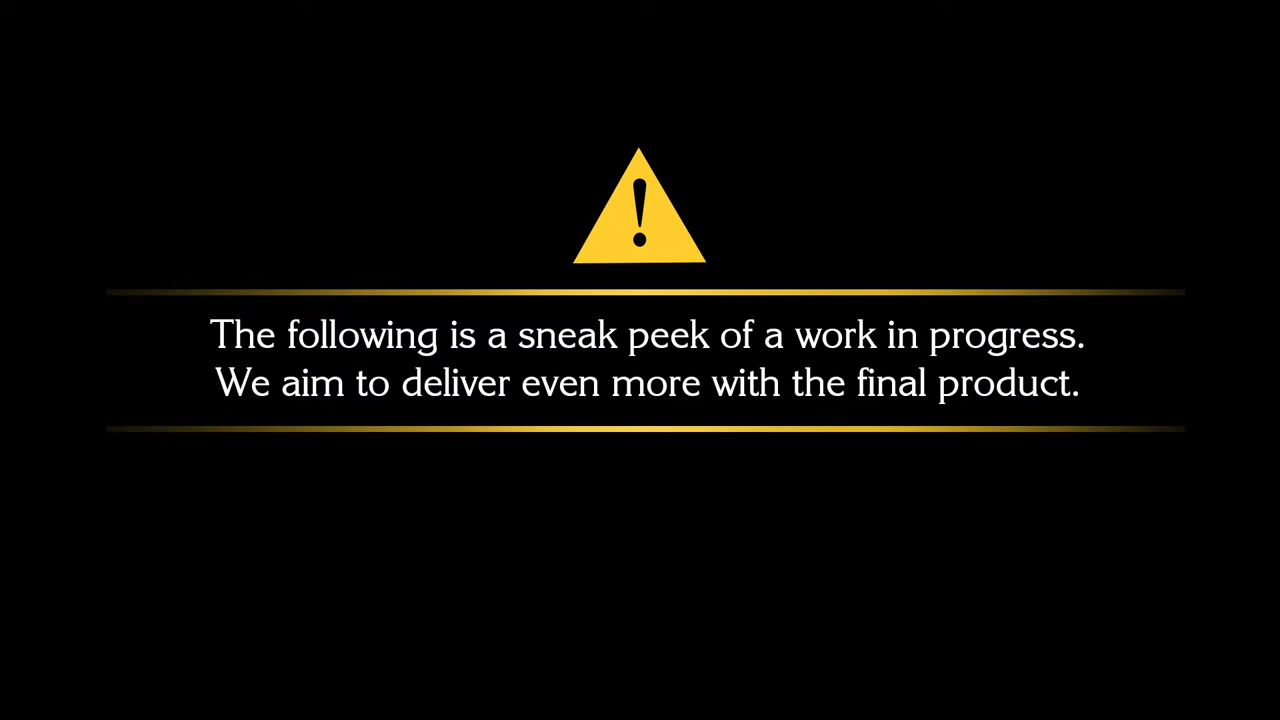 The following is a sneak peek of a work in progress.
We aim to deliver even more with the final product.